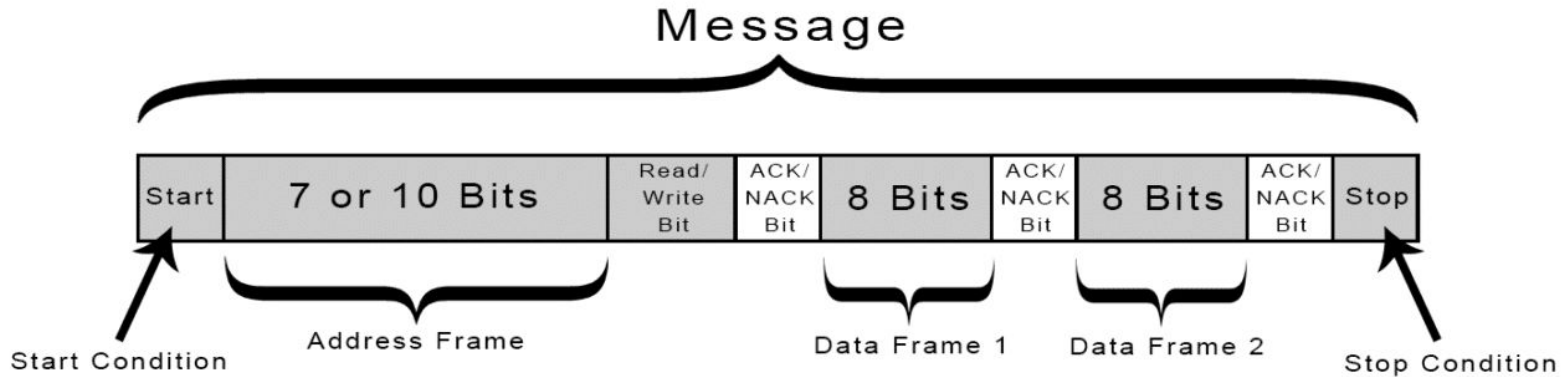 Message
Start
7 or 10 Bits
Read/
Write
Bit
ACK/
NACK
Bit
8 Bits
ACK/
NACK
Bit
8 Bits
ACK/
NACK
Bit
Stop
Start Condition
Address Frame
Data Frame 1
Data Frame 2
Stop Condition